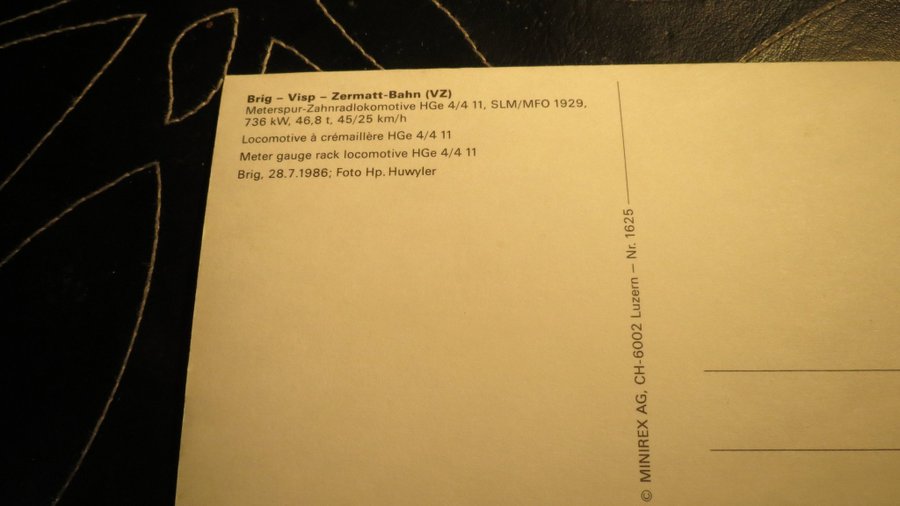 Brig – Visp – Zermatt-Bahn (VZ)
Meterspur-Zahnradlokomotive HGe 4/4 11, SLM/MFO 1929,
736 kW, 46,8 t, 45/25 km/h
Locomotive à crémaillère HGe 4/4 11
Meter gauge rack locomotive HGe 4/4 11
Brig, 28.7.1986; Foto Hp. Huwyler
© MINIREX AG, CH-6002 Luzern – Nr. 1625